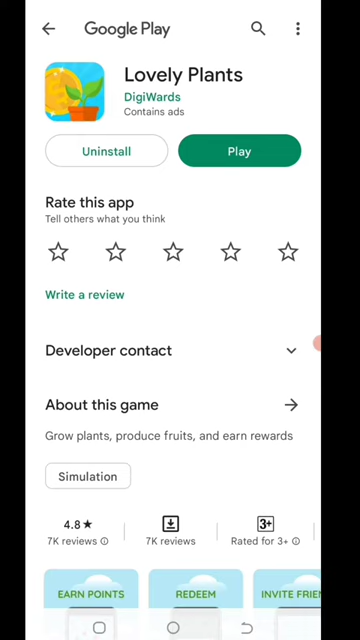 Google Play
Lovely Plants
DigiWards
Contains ads
Uninstall
Play
Rate this app
Tell others what you think
Write a review
Developer contact
About this game
Grow plants, produce fruits, and earn rewards
Simulation
4.8★
7K reviews
7K reviews
3+
Rated for 3+
EARN POINTS
REDEEM
INVITE FRIEN